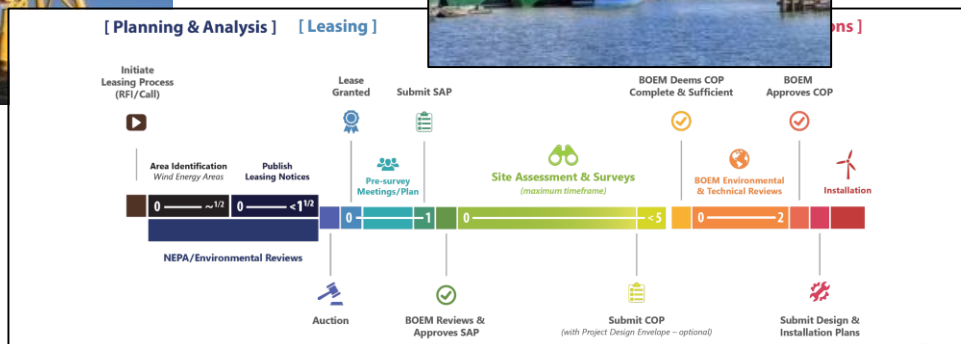 [ Planning & Analysis ] [ Leasing ] ns ]
Initiate
Leasing Process
(RFI/Call)
Lease
Granted
Submit SAP
BOEM Deems COP
Complete & Sufficient
BOEM
Approves COP
Area Identification
Wind Energy Areas
Publish
Leasing Notices
Pre-survey
Meetings/Plan
Site Assessment & Surveys
(maximum timeframe)
BOEM Environmental
& Technical Reviews
Installation
0 ~1/2 0 <1 1/2 0 1 0 <5 0 2
NEPA/Environmental Reviews
Auction
BOEM Reviews &
Approves SAP
Submit COP
(with Project Design Envelope – optional)
Submit Design &
Installation Plans